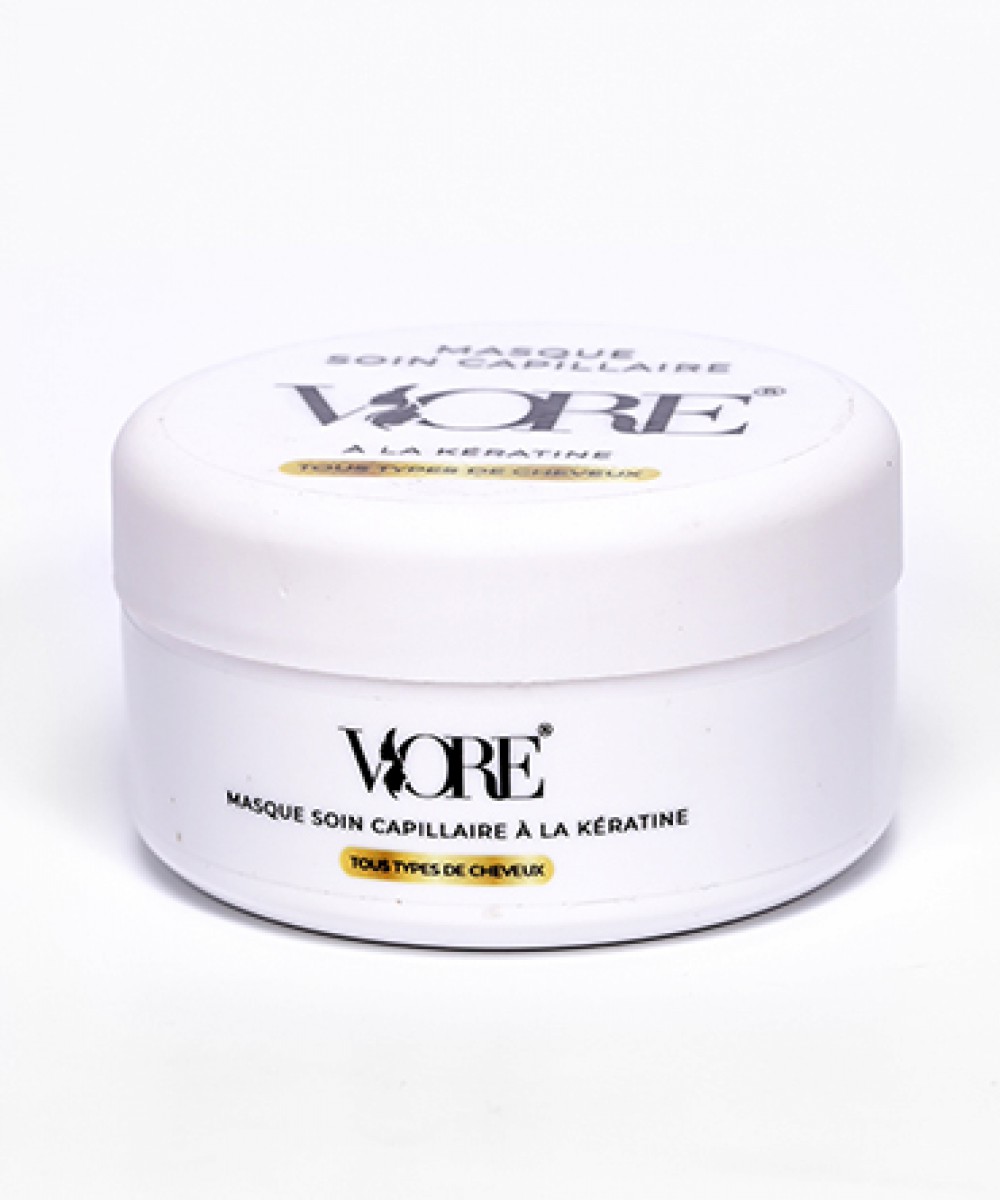 MASQUE
SOIN CAPILLAIRE
VORE®
A LA KÉRATINE
TOUS TYPES DE CHEVEUX
VORE®
MASQUE SOIN CAPILLAIRE À LA KÉRATINE
TOUS TYPES DE CHEVEUX